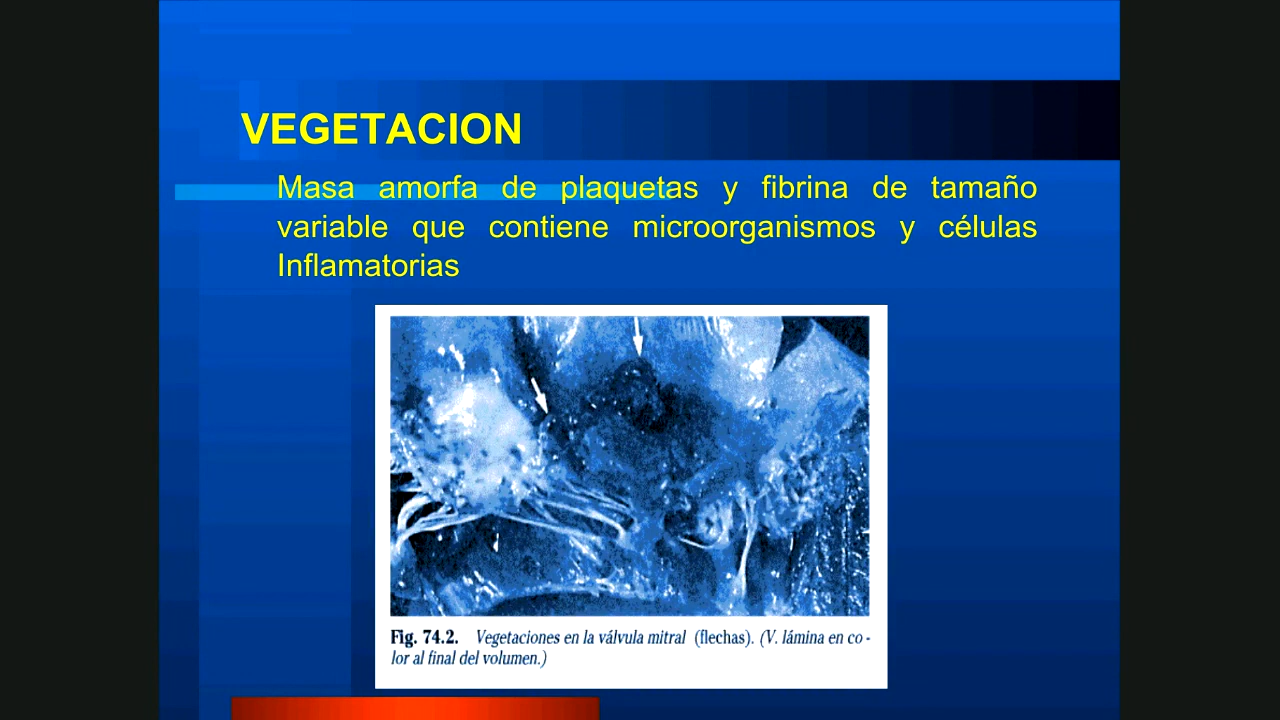 VEGETACION
Masa amorfa de plaquetas y fibrina de tamaño
variable que contiene microorganismos y células
Inflamatorias
Fig. 74.2. Vegetaciones en la válvula mitral (flechas). (V. lámina en co-
lor al final del volumen.)